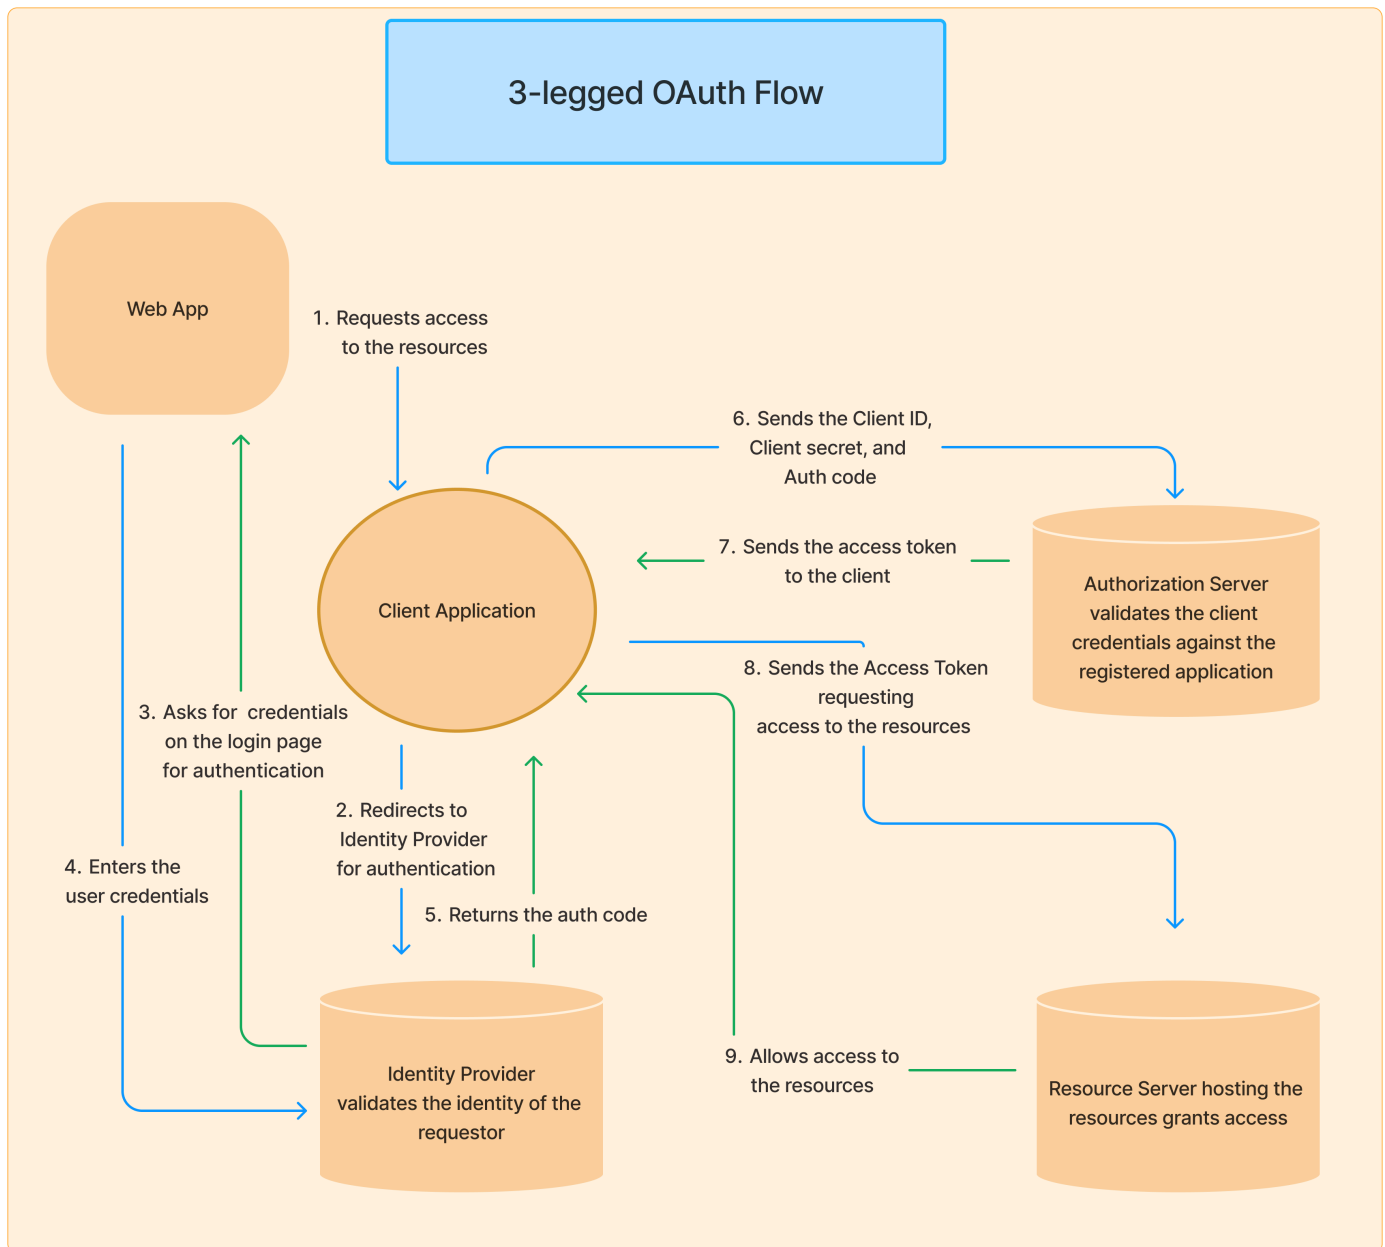 3-legged OAuth Flow
Web App
1. Requests access
to the resources
6. Sends the Client ID,
Client secret, and
Auth code
7. Sends the access token
to the client
Client Application
Authorization Server
validates the client
credentials against the
registered application
8. Sends the Access Token
requesting
access to the resources
3. Asks for  credentials
on the login page
for authentication
2. Redirects to
Identity Provider
for authentication
4. Enters the
user credentials
5. Returns the auth code
9. Allows access to
the resources
Identity Provider
validates the identity of the
requestor
Resource Server hosting the
resources grants access